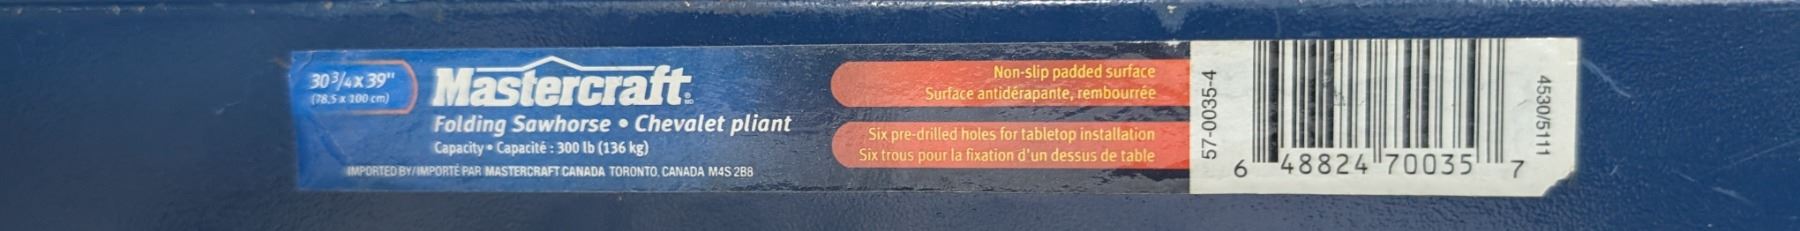 30 3/4 x 39"
(78,5 x 100 cm)
Mastercraft®
MD
Folding Sawhorse • Chevalet pliant
Capacity • Capacité : 300 lb (136 kg)
IMPORTED BY/IMPORTÉ PAR MASTERCRAFT CANADA TORONTO, CANADA M4S 2B8
Non-slip padded surface
Surface antidérapante, rembourrée
Six pre-drilled holes for tabletop installation
Six trous pour la fixation d'un dessus de table
57-0035-4
6 48824 70035 7
4530/5111